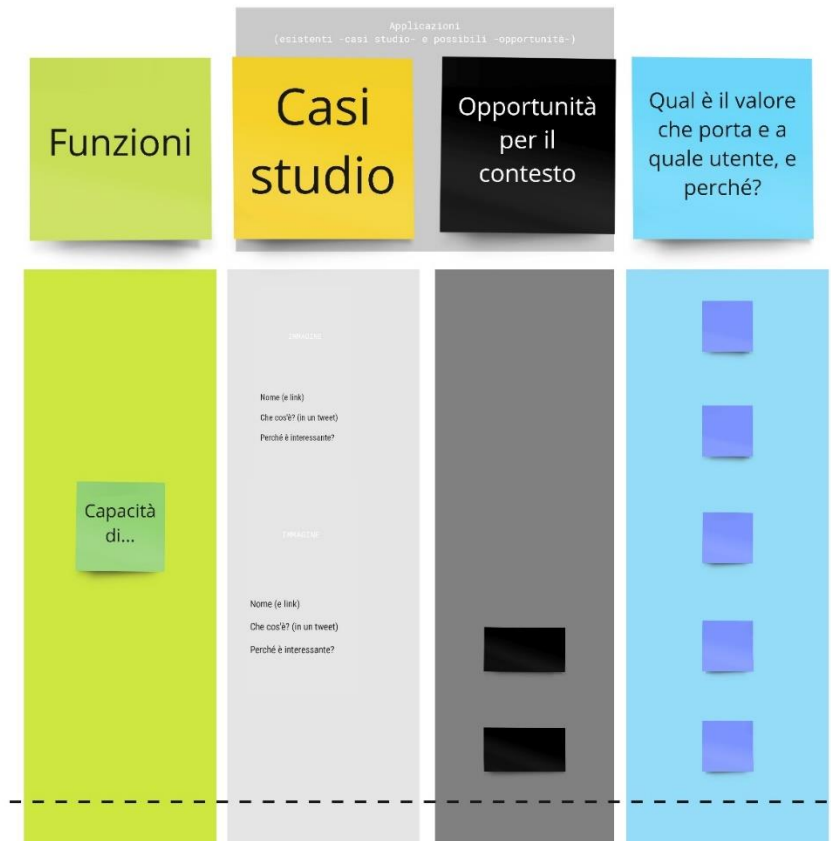 Applicazioni
(esistenti -casi studio- e possibili -opportunità-)
Funzioni
Casi
studio
Opportunità
per il
contesto
Qual è il valore
che porta e a
quale utente, e
perché?
IMMAGINE
Nome (e link)
Che cos'è? (in un tweet)
Perché è interessante?
Capacità
di...
IMMAGINE
Nome (e link)
Che cos'è? (in un tweet)
Perché è interessante?